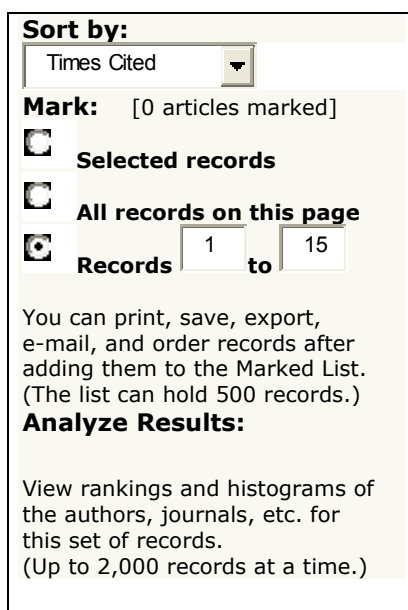 Sort by:
Times Cited
Mark: [0 articles marked]
Selected records
All records on this page
Records 1 to 15
You can print, save, export,
e-mail, and order records after
adding them to the Marked List.
(The list can hold 500 records.)
Analyze Results:
View rankings and histograms of
the authors, journals, etc. for
this set of records.
(Up to 2,000 records at a time.)